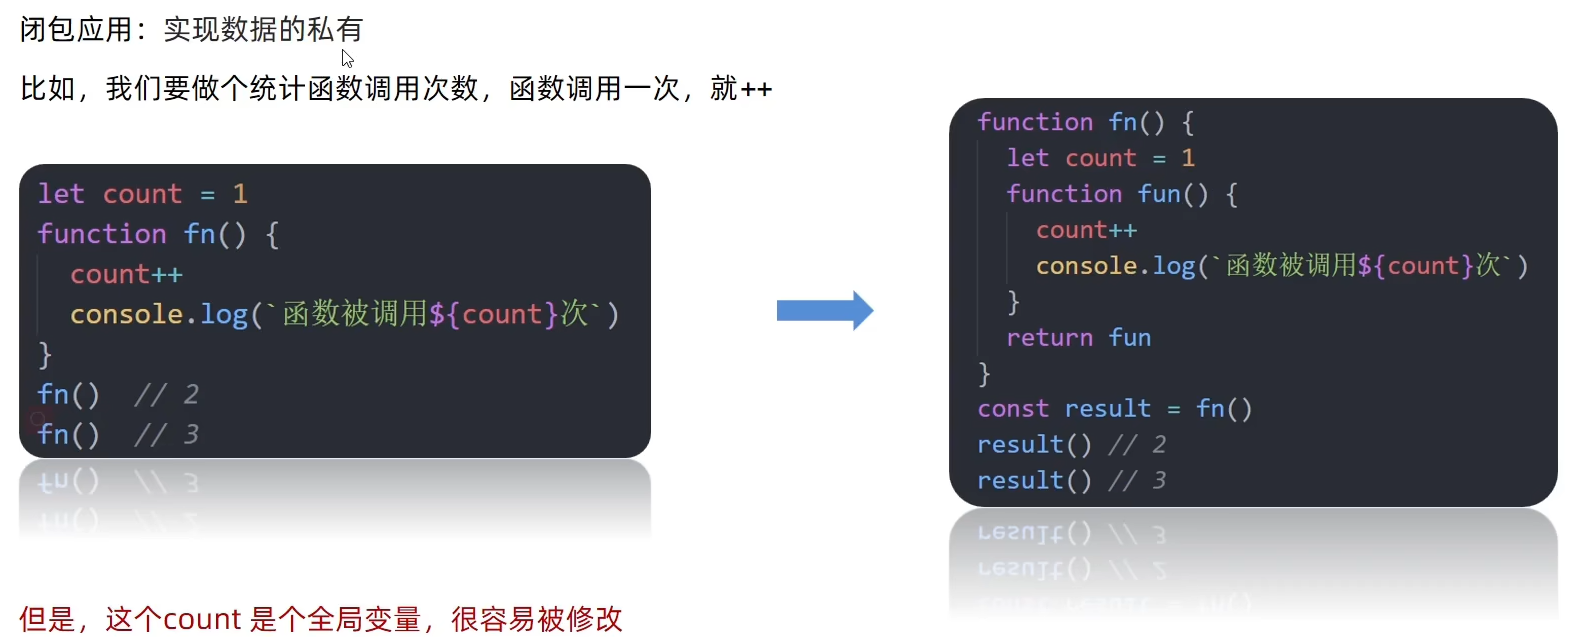 闭包应用：实现数据的私有
比如，我们要做个统计函数调用次数，函数调用一次，就++
let count = 1
function fn() {
  count++
  console.log(`函数被调用${count}次`)
}
fn()  // 2
fn()  // 3
但是，这个count 是个全局变量，很容易被修改
function fn() {
  let count = 1
  function fun() {
    count++
    console.log(`函数被调用${count}次`)
  }
  return fun
}
const result = fn()
result() // 2
result() // 3